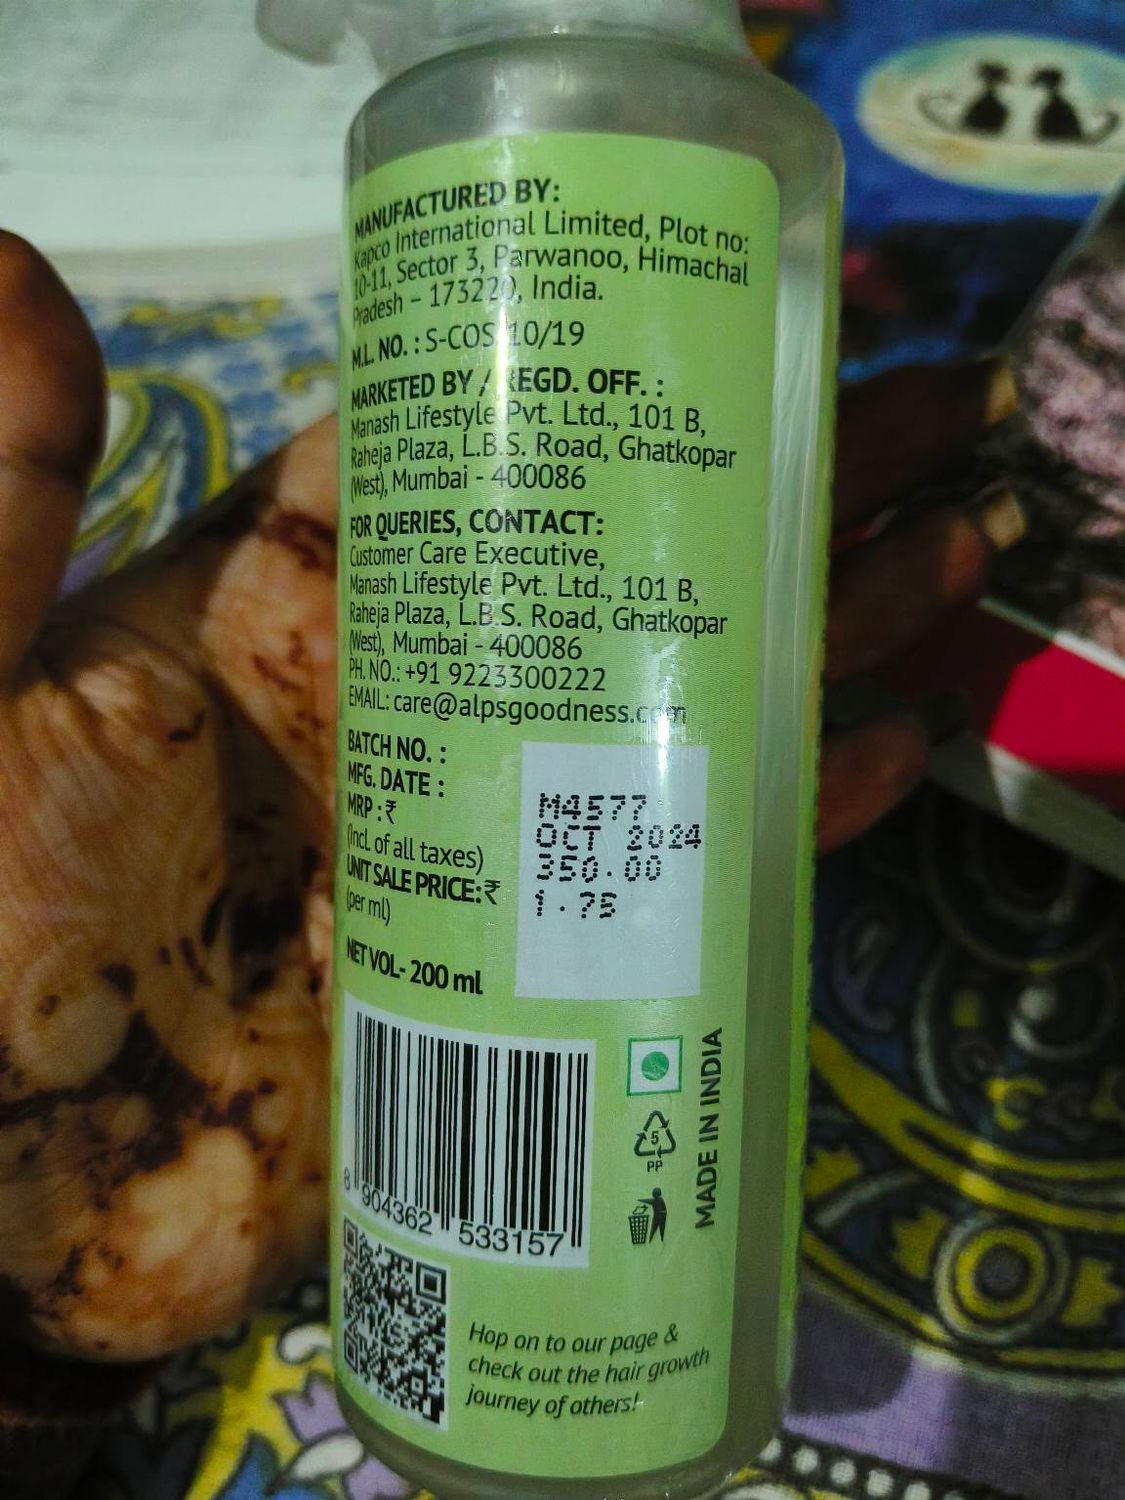 MANUFACTURED BY:
Kapco International Limited, Plot no:
10-11, Sector 3, Parwanoo, Himachal
Pradesh – 173220, India.
M.L. NO. : S-COS/10/19
MARKETED BY / REGD. OFF. :
Manash Lifestyle Pvt. Ltd., 101 B,
Raheja Plaza, L.B.S. Road, Ghatkopar
(West), Mumbai - 400086
FOR QUERIES, CONTACT:
Customer Care Executive,
Manash Lifestyle Pvt. Ltd., 101 B,
Raheja Plaza, L.B.S. Road, Ghatkopar
(West), Mumbai - 400086
PH. NO.: +91 9223300222
EMAIL: care@alpsgoodness.com
BATCH NO. : M4577
MFG. DATE : OCT 2024
MRP : ₹ 350.00
(Incl. of all taxes)
UNIT SALE PRICE: ₹ 1.75
(per ml)
NET VOL- 200 ml
8 904362 533157
5
PP
MADE IN INDIA
Hop on to our page &
check out the hair growth
journey of others!